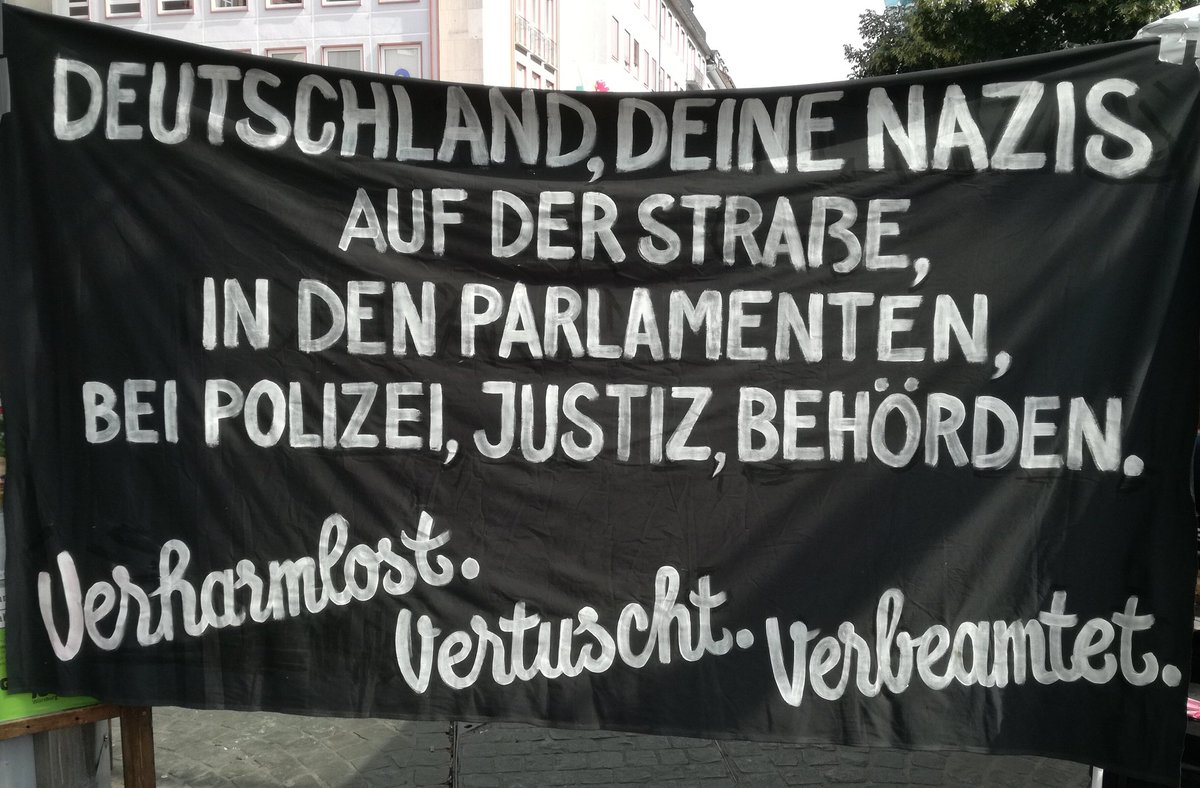 DEUTSCHLAND, DEINE NAZIS
AUF DER STRAßE,
IN DEN PARLAMENTEN,
BEI POLIZEI, JUSTIZ, BEHÖRDEN.
Verharmlost.
Vertuscht.
Verbeamtet.